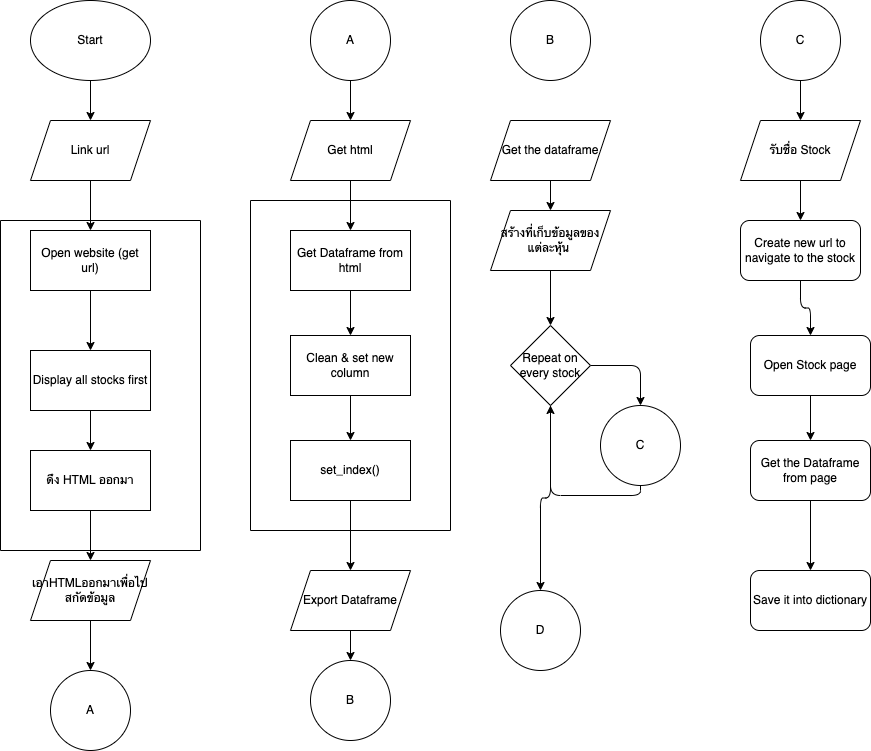 Start
Link url
Open website (get
url)
Display all stocks first
ดึง HTML ออกมา
เอาHTMLออกมาเพื่อไป
สกัดข้อมูล
A
A
Get html
Get Dataframe from
html
Clean & set new
column
set_index()
Export Dataframe
B
B
Get the dataframe
สร้างที่เก็บข้อมูลของ
แต่ละหุ้น
Repeat on
every stock
C
D
C
รับชื่อ Stock
Create new url to
navigate to the stock
Open Stock page
Get the Dataframe
from page
Save it into dictionary